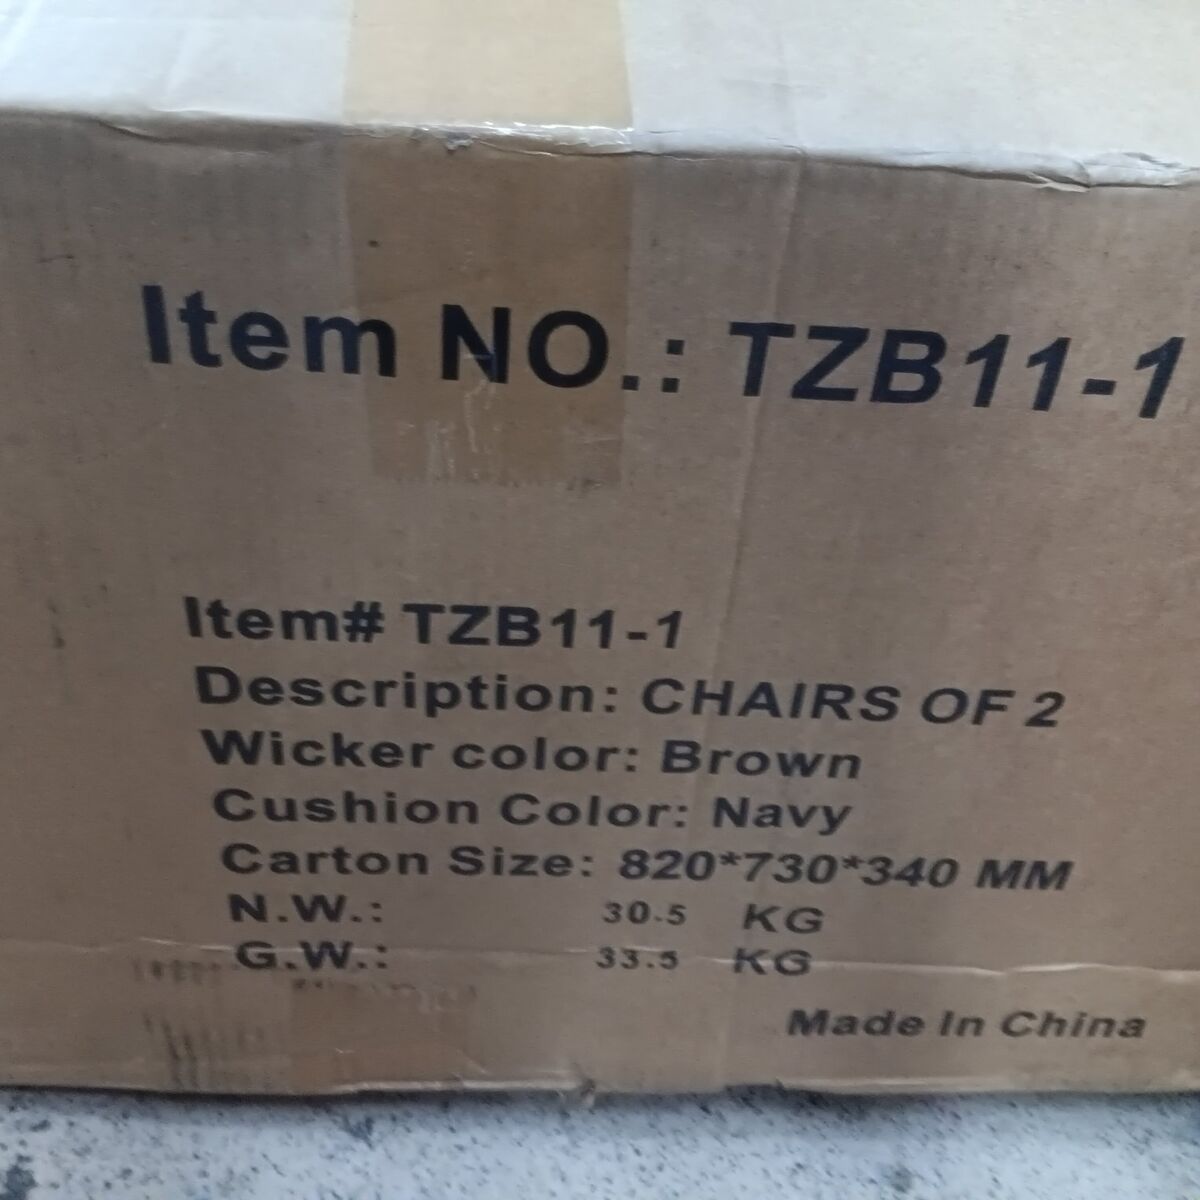 Item NO.: TZB11-1
Item# TZB11-1
Description: CHAIRS OF 2
Wicker color: Brown
Cushion Color: Navy
Carton Size: 820*730*340 MM
N.W.: 30.5 KG
G.W.: 33.5 KG
Made In China